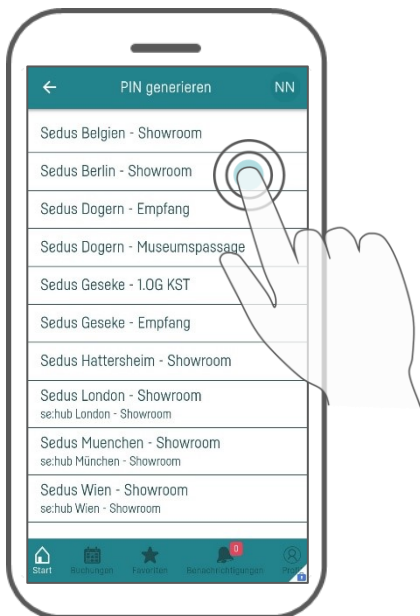 PIN generieren NN
Sedus Belgien - Showroom
Sedus Berlin - Showroom
Sedus Dogern - Empfang
Sedus Dogern - Museumspassage
Sedus Geseke - 1.OG KST
Sedus Geseke - Empfang
Sedus Hattersheim - Showroom
Sedus London - Showroom
se:hub London - Showroom
Sedus Muenchen - Showroom
se:hub München - Showroom
Sedus Wien - Showroom
se:hub Wien - Showroom
0
Start Buchungen Favoriten Benachrichtigungen Profil